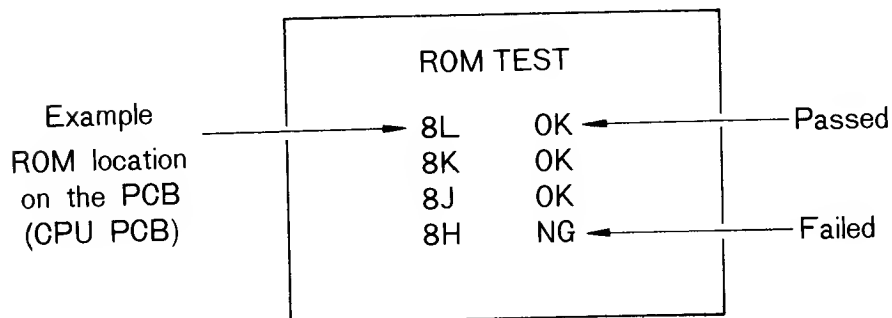 ROM TEST
Example
ROM location
on the PCB
(CPU PCB)
8L OK
8K OK
8J OK
8H NG
Passed
Failed